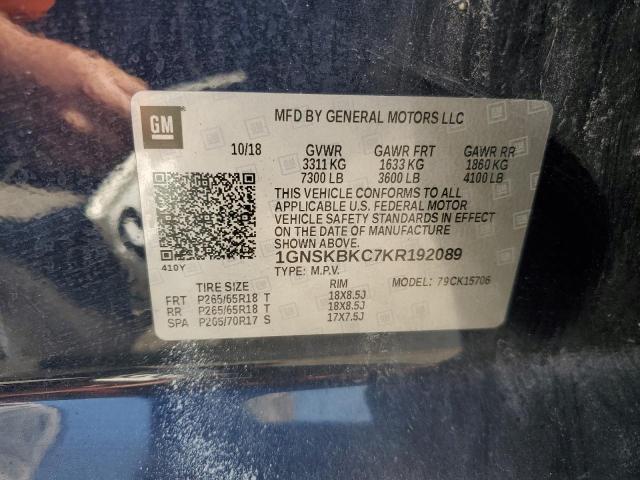 GM
MFD BY GENERAL MOTORS LLC
10/18 GVWR GAWR FRT GAWR RR
3311 KG 1633 KG 1860 KG
7300 LB 3600 LB 4100 LB
THIS VEHICLE CONFORMS TO ALL
APPLICABLE U.S. FEDERAL MOTOR
VEHICLE SAFETY STANDARDS IN EFFECT
ON THE DATE OF MANUFACTURE
SHOWN ABOVE.
1GNSKBKC7KR192089
410Y
TYPE: M.P.V. 79CK15706
TIRE SIZE RIM
FRT P265/65R18 T 18X8.5J
RR P265/65R18 T 18X8.5J
SPA P265/70R17 S 17X7.5J